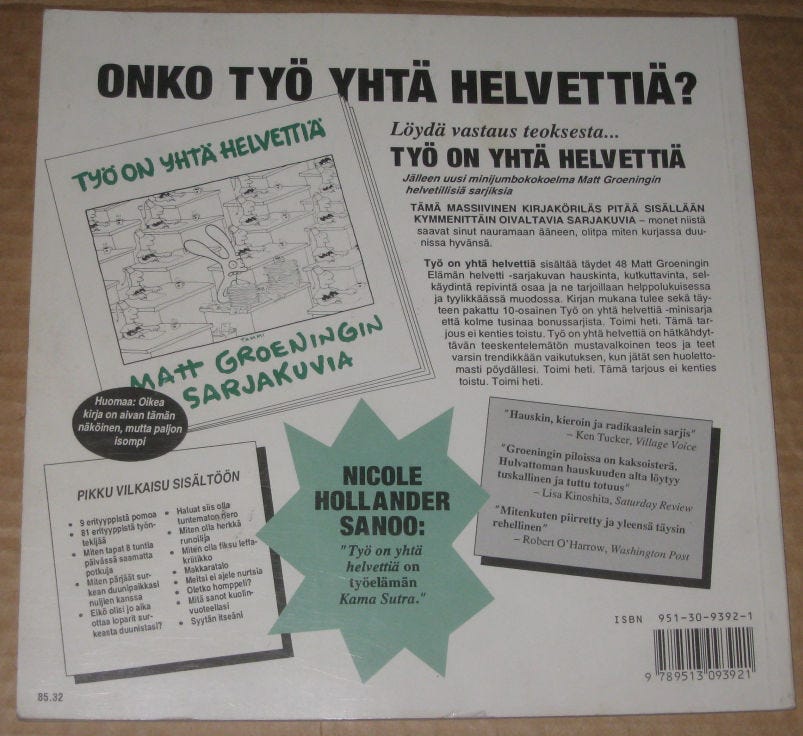 ONKO TYÖ YHTÄ HELVETTIÄ?
Löydä vastaus teoksesta...
TYÖ ON YHTÄ HELVETTIÄ
Jälleen uusi minijumbokokoelma Matt Groeningin
helvetillisiä sarjiksia
TÄMÄ MASSIIVINEN KIRJAKÖRILÄS PITÄÄ SISÄLLÄÄN
KYMMENITTÄIN OIVALTAVIA SARJAKUVIA – monet niistä
saavat sinut nauramaan ääneen, olitpa miten kurjassa duu-
nissa hyvänsä.
Työ on yhtä helvettiä sisältää täydet 48 Matt Groeningin
Elämän helvetti -sarjakuvan hauskinta, kutkuttavinta, sel-
käydintä repivintä osaa ja ne tarjoillaan helppolukuisessa
ja tyylikkäässä muodossa. Kirjan mukana tulee sekä täy-
teen pakattu 10-osainen Työ on yhtä helvettiä -minisarja
että kolme tusinaa bonussarjista. Toimi heti. Tämä tar-
jous ei kenties toistu. Työ on yhtä helvettiä on hätkähdyt-
tävän teeskentelemätön mustavalkoinen teos ja teet
varsin trendikkään vaikutuksen, kun jätät sen huoletto-
masti pöydällesi. Toimi heti. Tämä tarjous ei kenties
toistu. Toimi heti.
TYÖ ON YHTÄ HELVETTIÄ
TAMMI
MATT GROENINGIN
SARJAKUVIA
Huomaa: Oikea
kirja on aivan tämän
näköinen, mutta paljon
isompi
PIKKU VILKAISU SISÄLTÖÖN
• 9 erityyppistä pomoa
• 81 erityyppistä työn-
tekijää
• Miten tapat 8 tuntia
päivässä saamatta
potkuja
• Miten pärjäät sur-
kean duunipaikkasi
nuijien kanssa
• Eikö olisi jo aika
ottaa loparit sur-
keasta duunistasi?
• Haluat siis olla
tuntematon nero
• Miten olla herkkä
runoilija
• Miten olla fiksu leffa-
kriitikko
• Makkaratalo
• Meitsi ei ajele nurtsia
• Oletko homppeli?
• Mitä sanot kuolin-
vuoteellasi
• Syytän itseäni
NICOLE
HOLLANDER
SANOO:
"Työ on yhtä
helvettiä on
työelämän
Kama Sutra."
"Hauskin, kieroin ja radikaalein sarjis"
– Ken Tucker, Village Voice
"Groeningin piloissa on kaksoisterä.
Hulvattoman hauskuuden alta löytyy
tuskallinen ja tuttu totuus"
– Lisa Kinoshita, Saturday Review
"Mitenkuten piirretty ja yleensä täysin
rehellinen"
– Robert O'Harrow, Washington Post
ISBN 951-30-9392-1
9 789513 093921
85.32